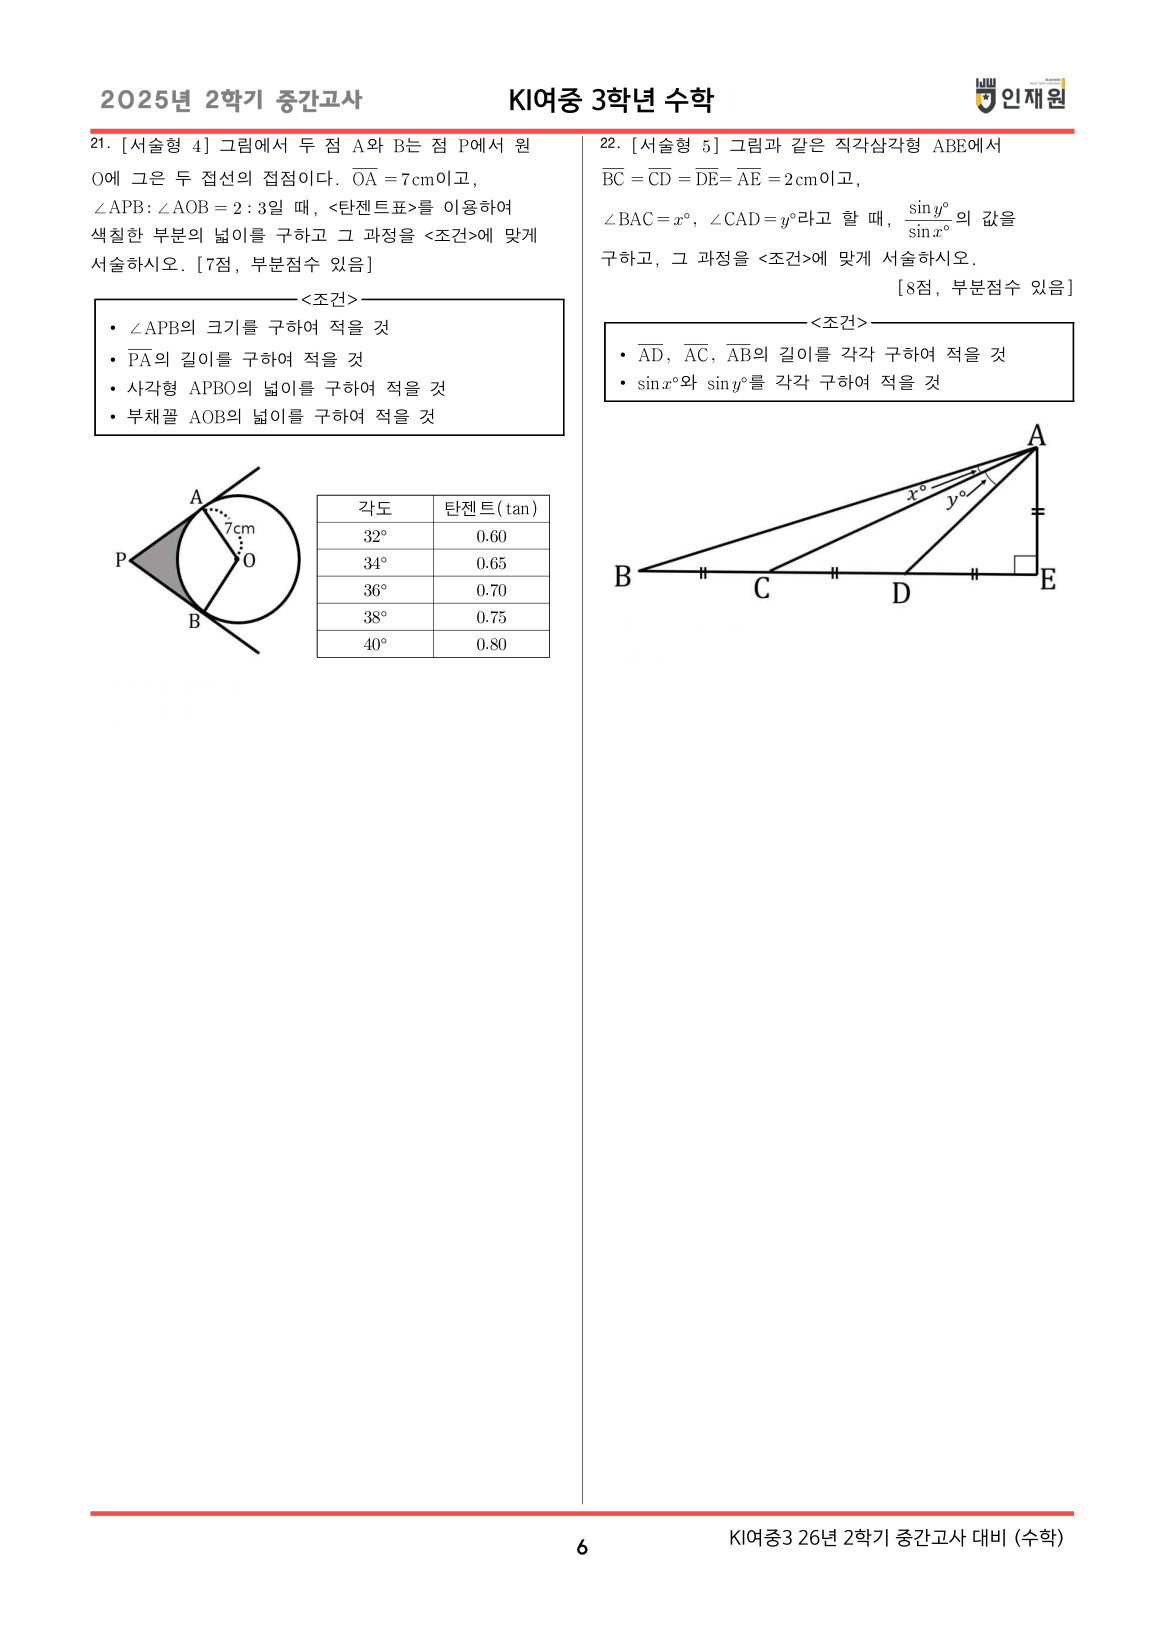 2025년 2학기 중간고사
KI여중 3학년 수학
인재원
21. [서술형 4] 그림에서 두 점 A와 B는 점 P에서 원
O에 그은 두 접선의 접점이다. OA = 7cm이고,
∠APB : ∠AOB = 2 : 3일 때, <탄젠트표>를 이용하여
색칠한 부분의 넓이를 구하고 그 과정을 <조건>에 맞게
서술하시오. [7점, 부분점수 있음]
<조건>
• ∠APB의 크기를 구하여 적을 것
• PA의 길이를 구하여 적을 것
• 사각형 APBO의 넓이를 구하여 적을 것
• 부채꼴 AOB의 넓이를 구하여 적을 것
A
7cm
P
O
B
각도 탄젠트(tan)
32° 0.60
34° 0.65
36° 0.70
38° 0.75
40° 0.80
22. [서술형 5] 그림과 같은 직각삼각형 ABE에서
BC = CD = DE = AE = 2cm이고,
∠BAC = x°, ∠CAD = y°라고 할 때, sin y° / sin x° 의 값을
구하고, 그 과정을 <조건>에 맞게 서술하시오.
[8점, 부분점수 있음]
<조건>
• AD, AC, AB의 길이를 각각 구하여 적을 것
• sin x°와 sin y°를 각각 구하여 적을 것
A
x°
y°
B
C
D
E
6
KI여중3 26년 2학기 중간고사 대비 (수학)